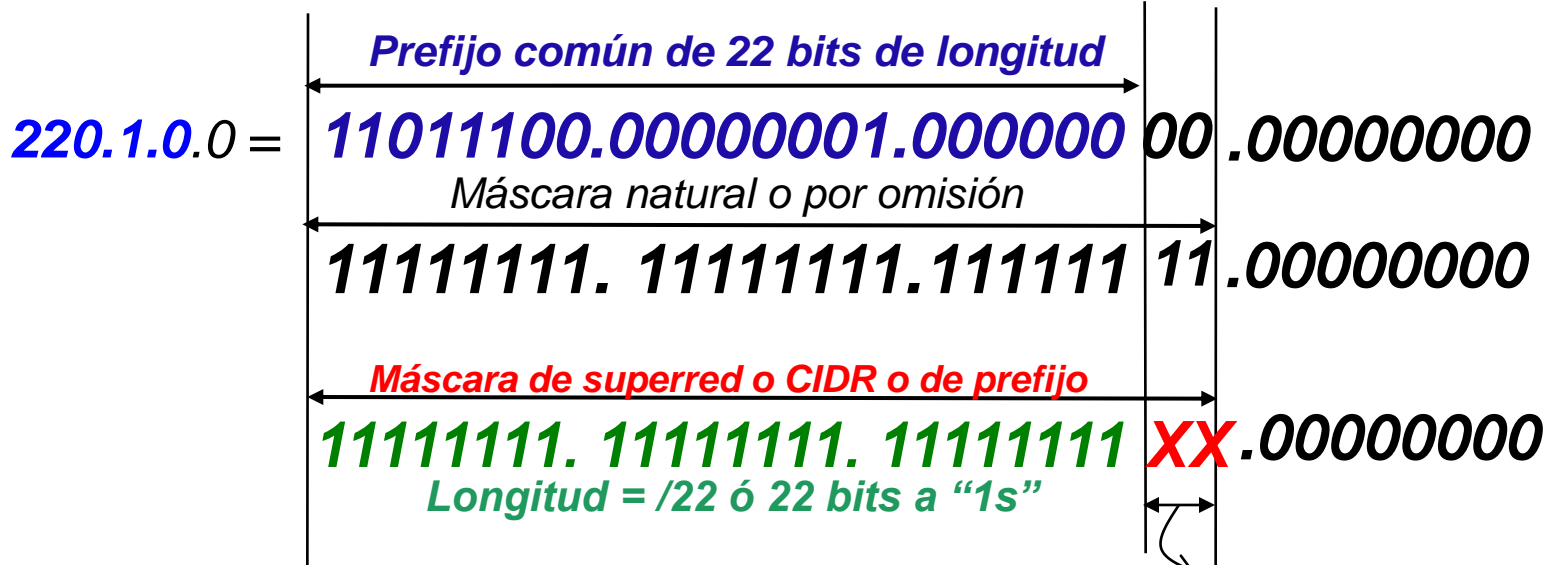 Prefijo común de 22 bits de longitud
220.1.0.0 = 11011100.00000001.000000 00 .00000000
Máscara natural o por omisión
11111111. 11111111.111111 11 .00000000
Máscara de superred o CIDR o de prefijo
11111111. 11111111. 11111111 XX .00000000
Longitud = /22 ó 22 bits a “1s”